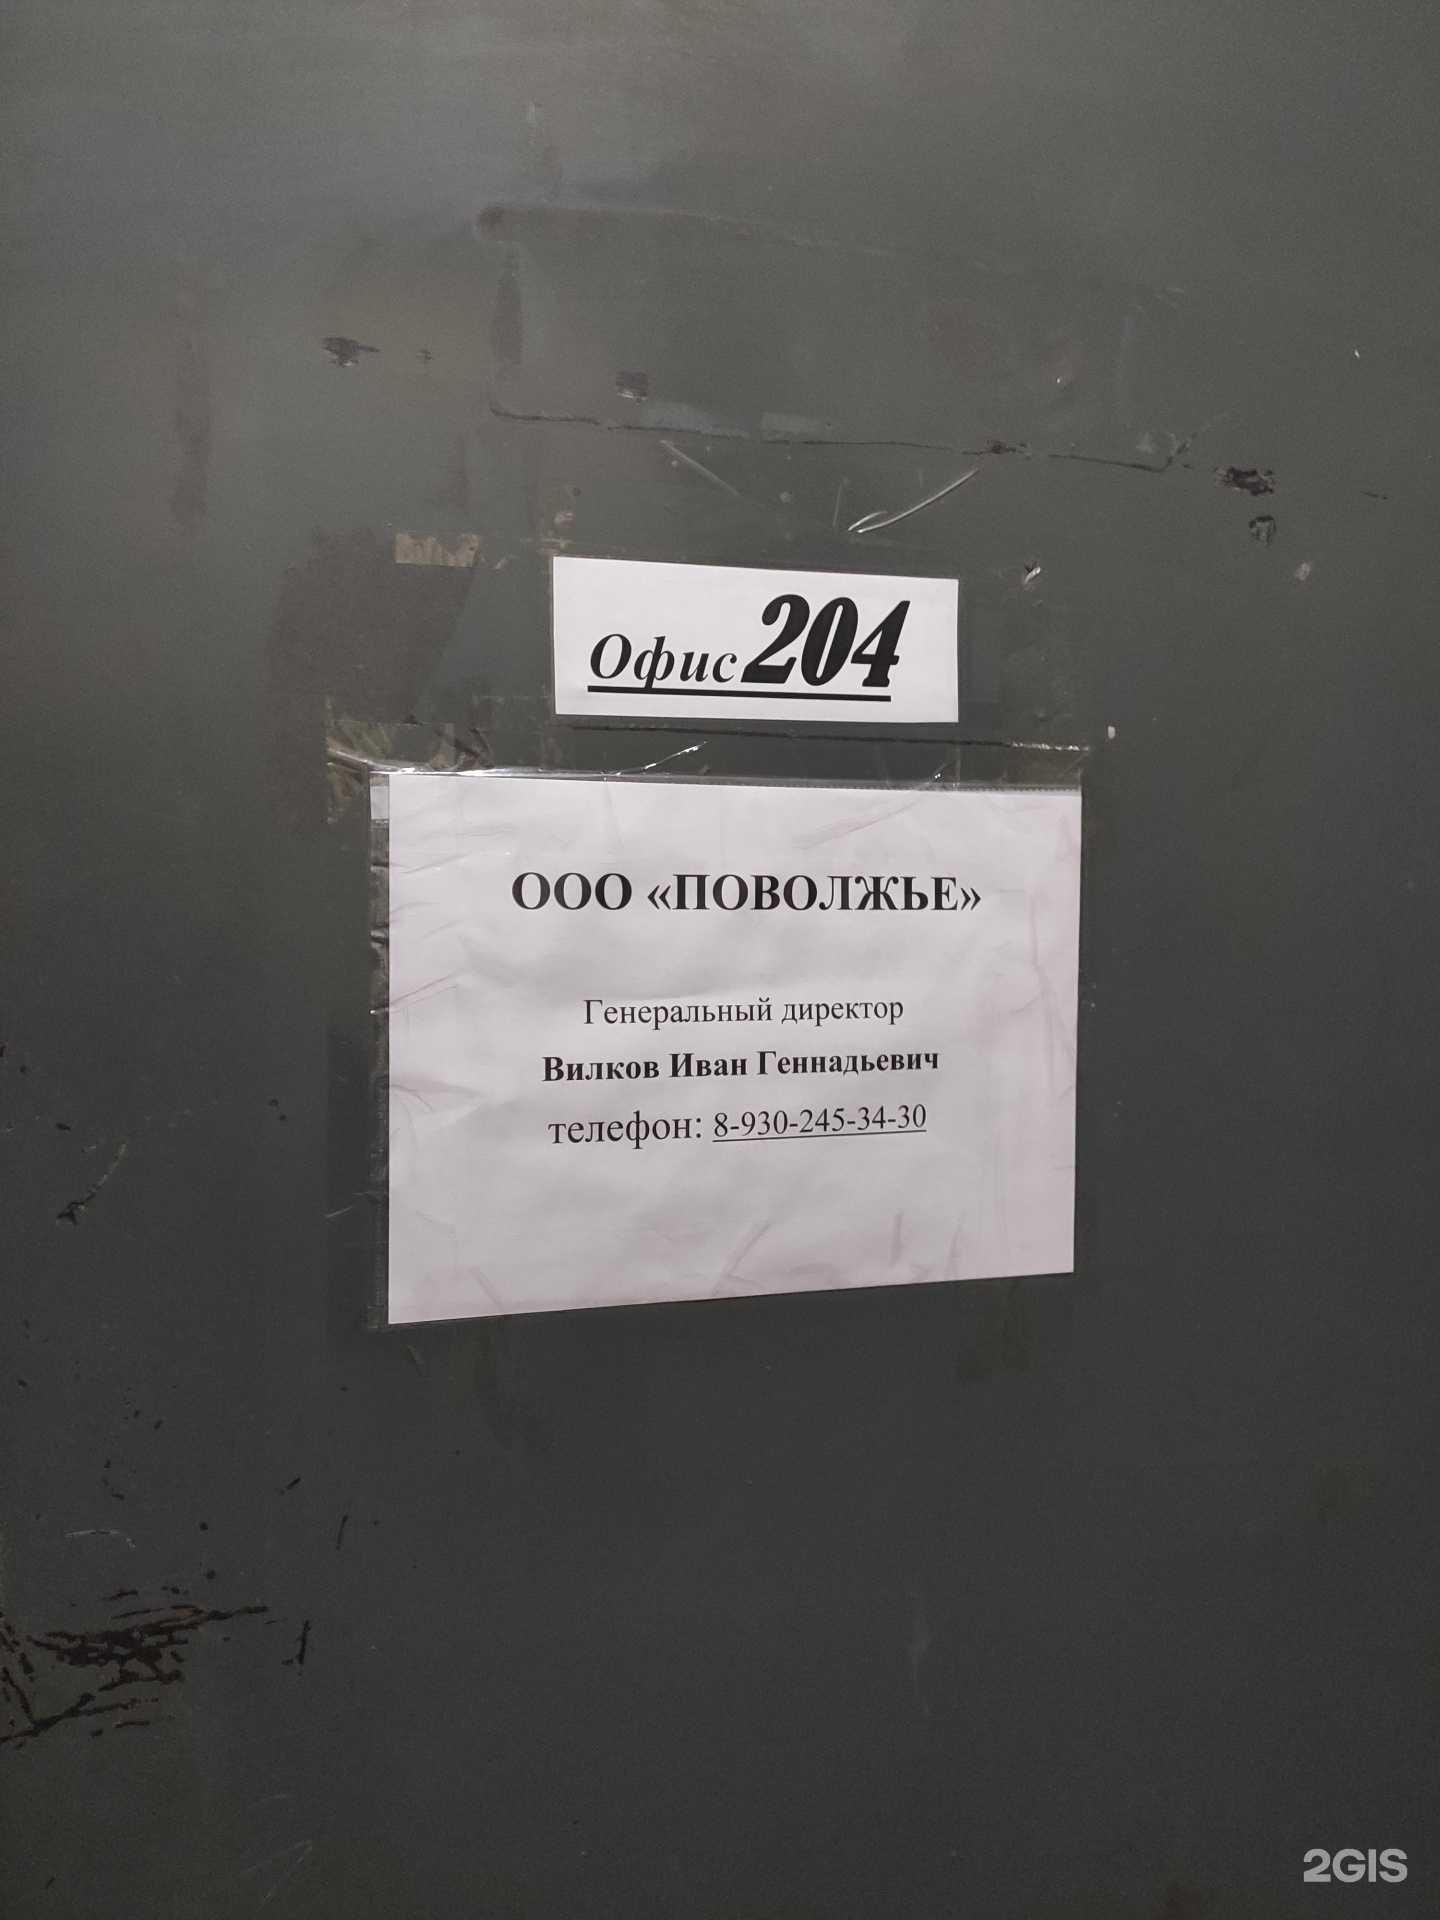 Офис 204
ООО «ПОВОЛЖЬЕ»
Генеральный директор
Вилков Иван Геннадьевич
телефон: 8-930-245-34-30
2GIS